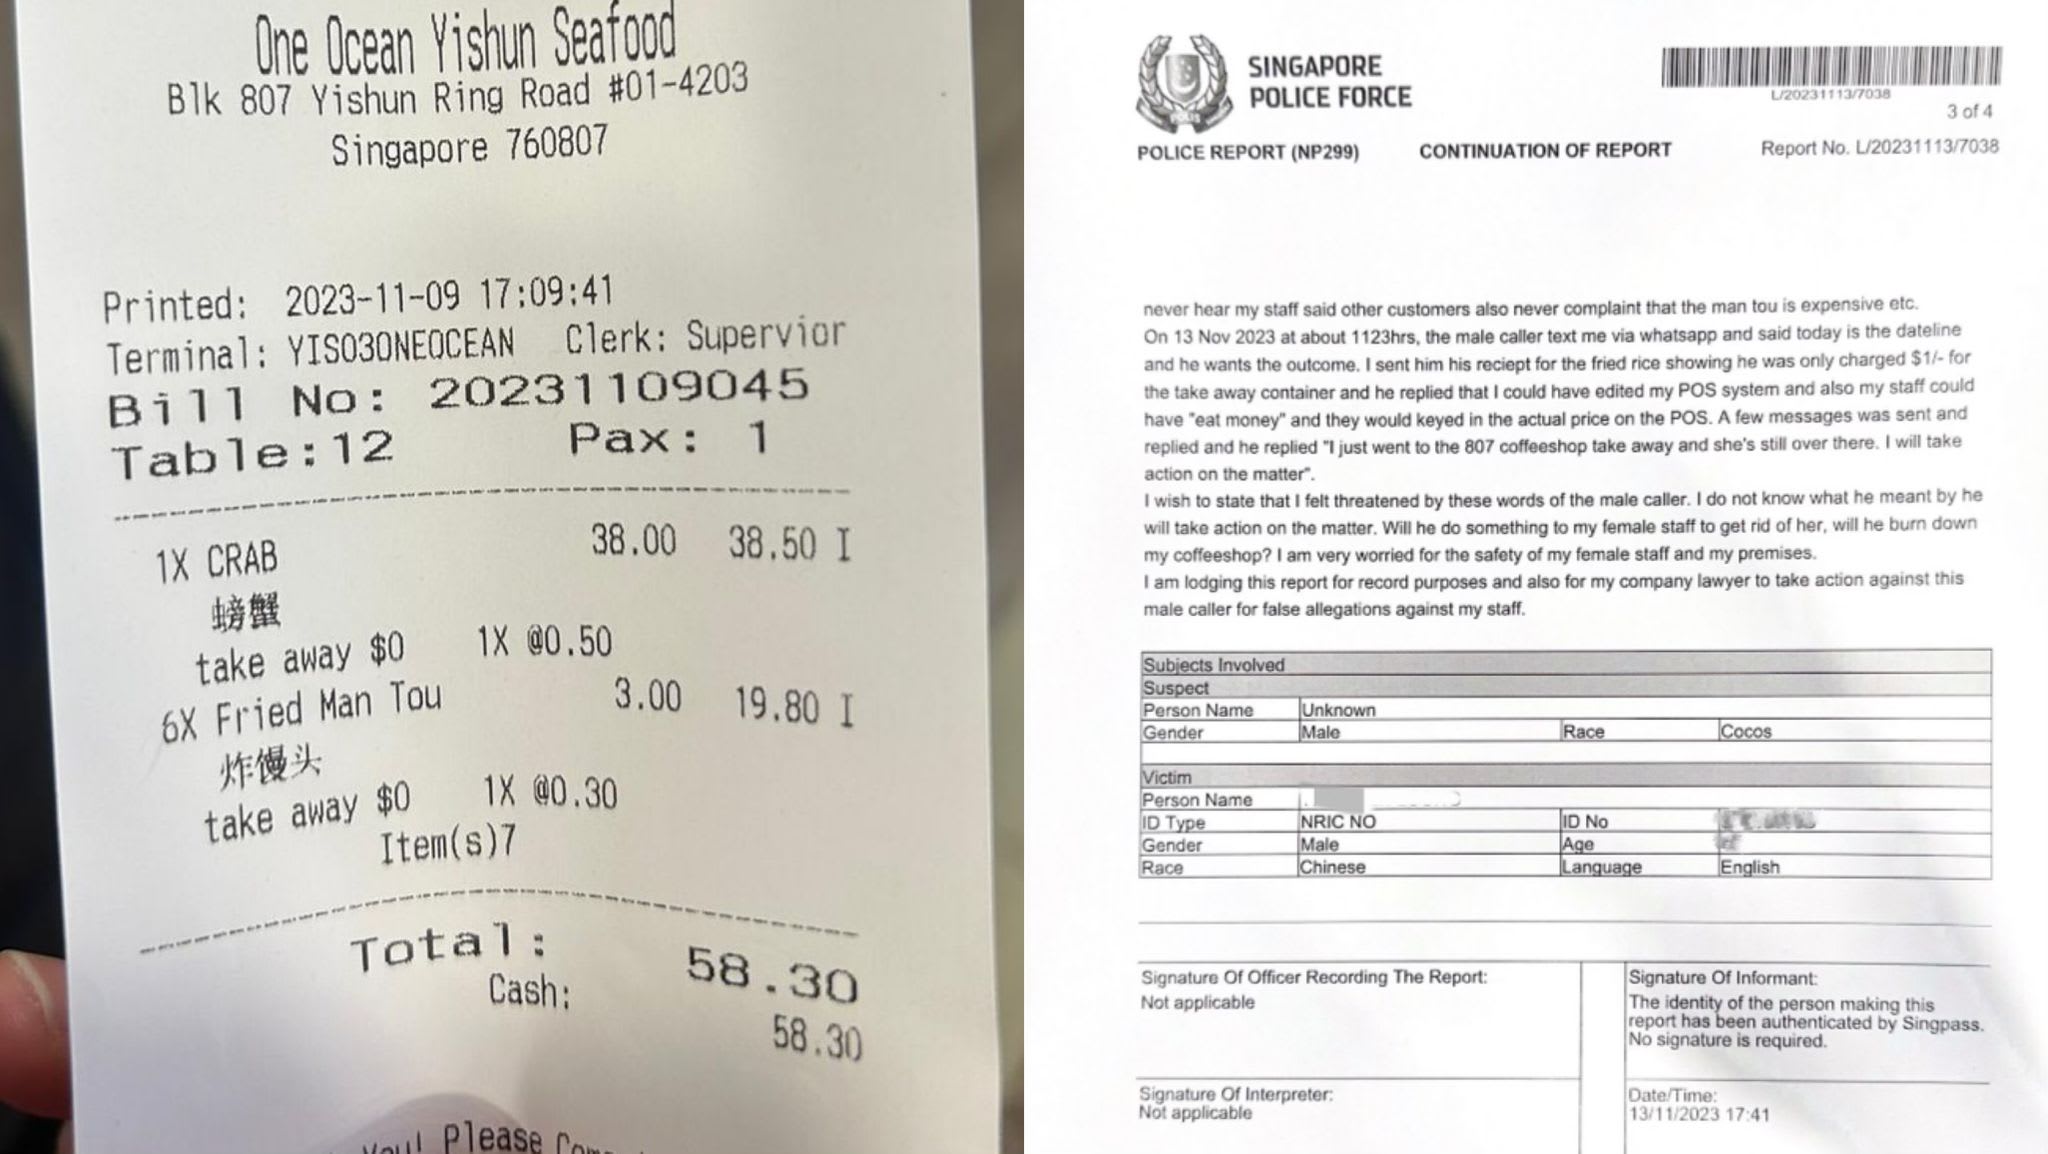 One Ocean Yishun Seafood
Blk 807 Yishun Ring Road #01-4203
Singapore 760807
Printed: 2023-11-09 17:09:41
Terminal: YISO3ONEOCEAN Clerk: Supervior
Bill No: 20231109045
Table:12 Pax: 1
1X CRAB 38.00 38.50 I
螃蟹
take away $0 1X @0.50
6X Fried Man Tou 3.00 19.80 I
炸馒头
take away $0 1X @0.30
Item(s)7
Total: 58.30
Cash: 58.30
You! Please
SINGAPORE
POLICE FORCE
POLIS
L/20231113/7038
3 of 4
POLICE REPORT (NP299) CONTINUATION OF REPORT Report No. L/20231113/7038
never hear my staff said other customers also never complaint that the man tou is expensive etc.
On 13 Nov 2023 at about 1123hrs, the male caller text me via whatsapp and said today is the dateline
and he wants the outcome. I sent him his reciept for the fried rice showing he was only charged $1/- for
the take away container and he replied that I could have edited my POS system and also my staff could
have "eat money" and they would keyed in the actual price on the POS. A few messages was sent and
replied and he replied "I just went to the 807 coffeeshop take away and she's still over there. I will take
action on the matter".
I wish to state that I felt threatened by these words of the male caller. I do not know what he meant by he
will take action on the matter. Will he do something to my female staff to get rid of her, will he burn down
my coffeeshop? I am very worried for the safety of my female staff and my premises.
I am lodging this report for record purposes and also for my company lawyer to take action against this
male caller for false allegations against my staff.
Subjects Involved
Suspect
Person Name Unknown
Gender Male Race Cocos
Victim
Person Name
ID Type NRIC NO ID No
Gender Male Age
Race Chinese Language English
Signature Of Officer Recording The Report:
Not applicable
Signature Of Informant:
The identity of the person making this
report has been authenticated by Singpass.
No signature is required.
Signature Of Interpreter:
Not applicable
Date/Time:
13/11/2023 17:41